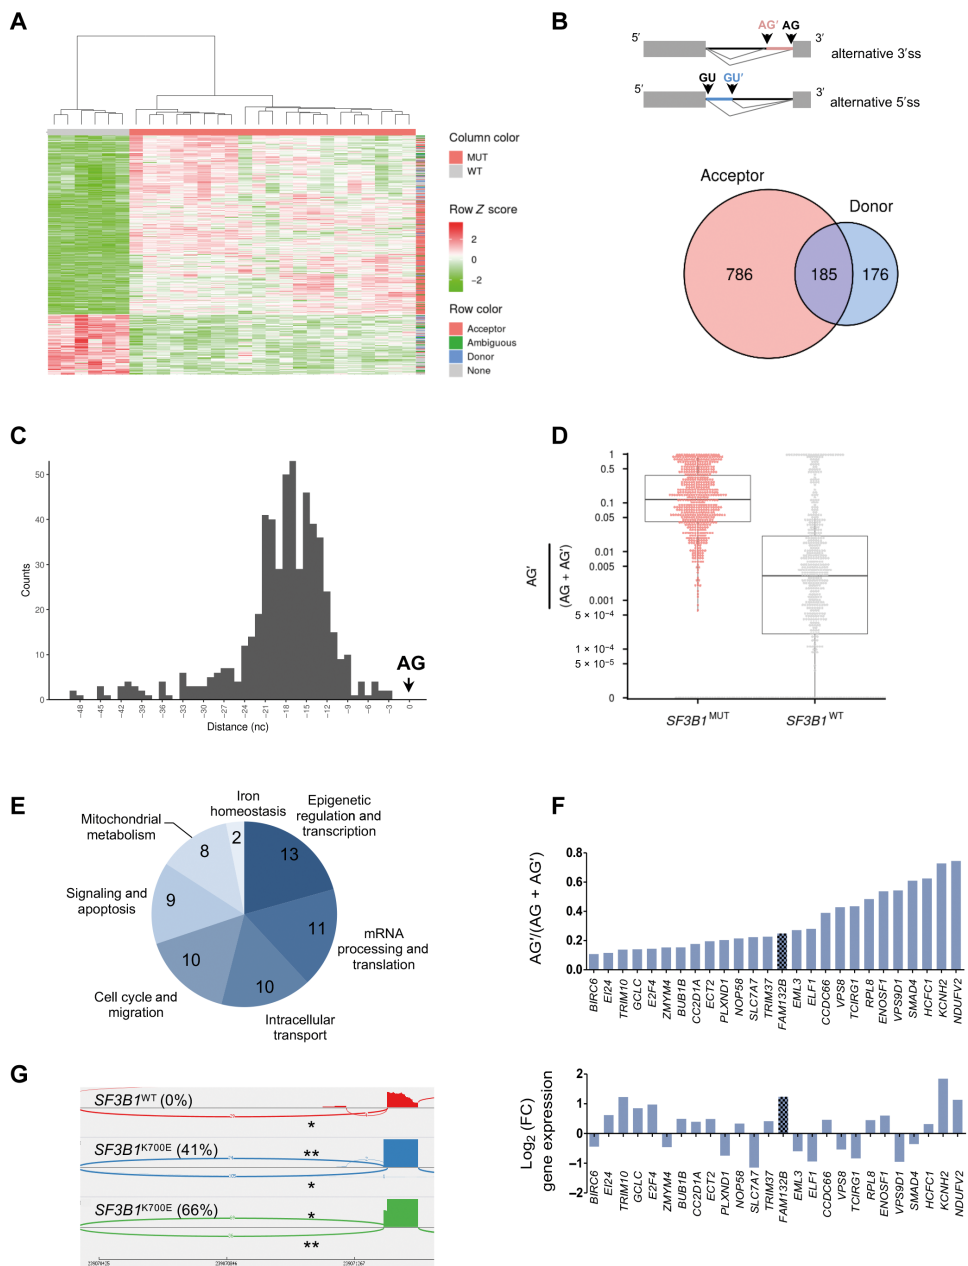 A
Column color
MUT
WT
Row Z score
2
0
−2
Row color
Acceptor
Ambiguous
Donor
None
B
AG′ AG
5′ 3′
alternative 3′ss
GU GU′
5′ 3′
alternative 5′ss
Acceptor
Donor
786 185 176
C
Counts
50
40
30
20
10
0
AG
−48 −45 −42 −39 −36 −33 −30 −27 −24 −21 −18 −15 −12 −9 −6 −3 0
Distance (nc)
D
AG′
(AG + AG′)
1
0.5
0.1
0.05
0.01
0.005
0.001
5 × 10⁻⁴
1 × 10⁻⁴
5 × 10⁻⁵
0
SF3B1ᴹᵁᵀ SF3B1ᵂᵀ
E
Iron
homeostasis
Epigenetic
regulation and
transcription
Mitochondrial
metabolism
2
8
13
Signaling and
apoptosis
9
11
mRNA
processing and
translation
10
10
Cell cycle and
migration
Intracellular
transport
F
AG′/(AG + AG′)
0.8
0.6
0.4
0.2
0.0
BIRC6 EI24 TRIM10 GCLC E2F4 ZMYM4 BUB1B CC2D1A ECT2 PLXND1 NOP58 SLC7A7 TRIM37 FAM132B EML3 ELF1 CCDC66 VPS8 TCIRG1 RPL8 ENOSF1 VPS9D1 SMAD4 HCFC1 KCNH2 NDUFV2
Log₂ (FC)
gene expression
2
1
0
−1
−2
BIRC6 EI24 TRIM10 GCLC E2F4 ZMYM4 BUB1B CC2D1A ECT2 PLXND1 NOP58 SLC7A7 TRIM37 FAM132B EML3 ELF1 CCDC66 VPS8 TCIRG1 RPL8 ENOSF1 VPS9D1 SMAD4 HCFC1 KCNH2 NDUFV2
G
SF3B1ᵂᵀ (0%)
*
SF3B1ᴷ⁷⁰⁰ᴱ (41%)
**
*
SF3B1ᴷ⁷⁰⁰ᴱ (66%)
*
**
239070425 239070846 239071267